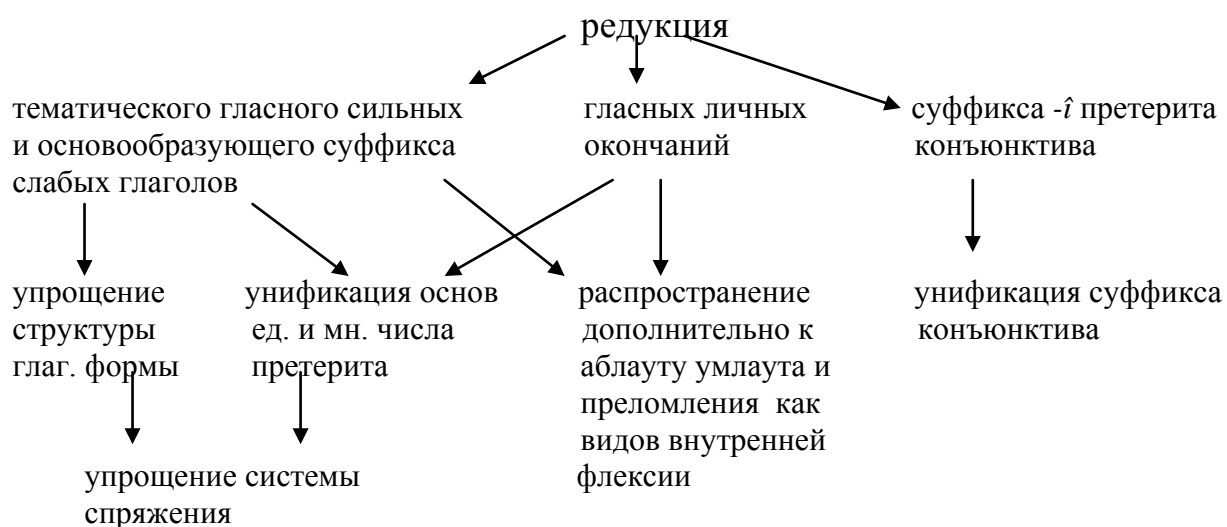 редукция
тематического гласного сильных
и основообразующего суффикса
слабых глаголов
гласных личных
окончаний
суффикса -î претерита
конъюнктива
упрощение
структуры
глаг. формы
унификация основ
ед. и мн. числа
претерита
распространение
дополнительно к
аблауту умлаута и
преломления как
видов внутренней
флексии
унификация суффикса
конъюнктива
упрощение системы
спряжения